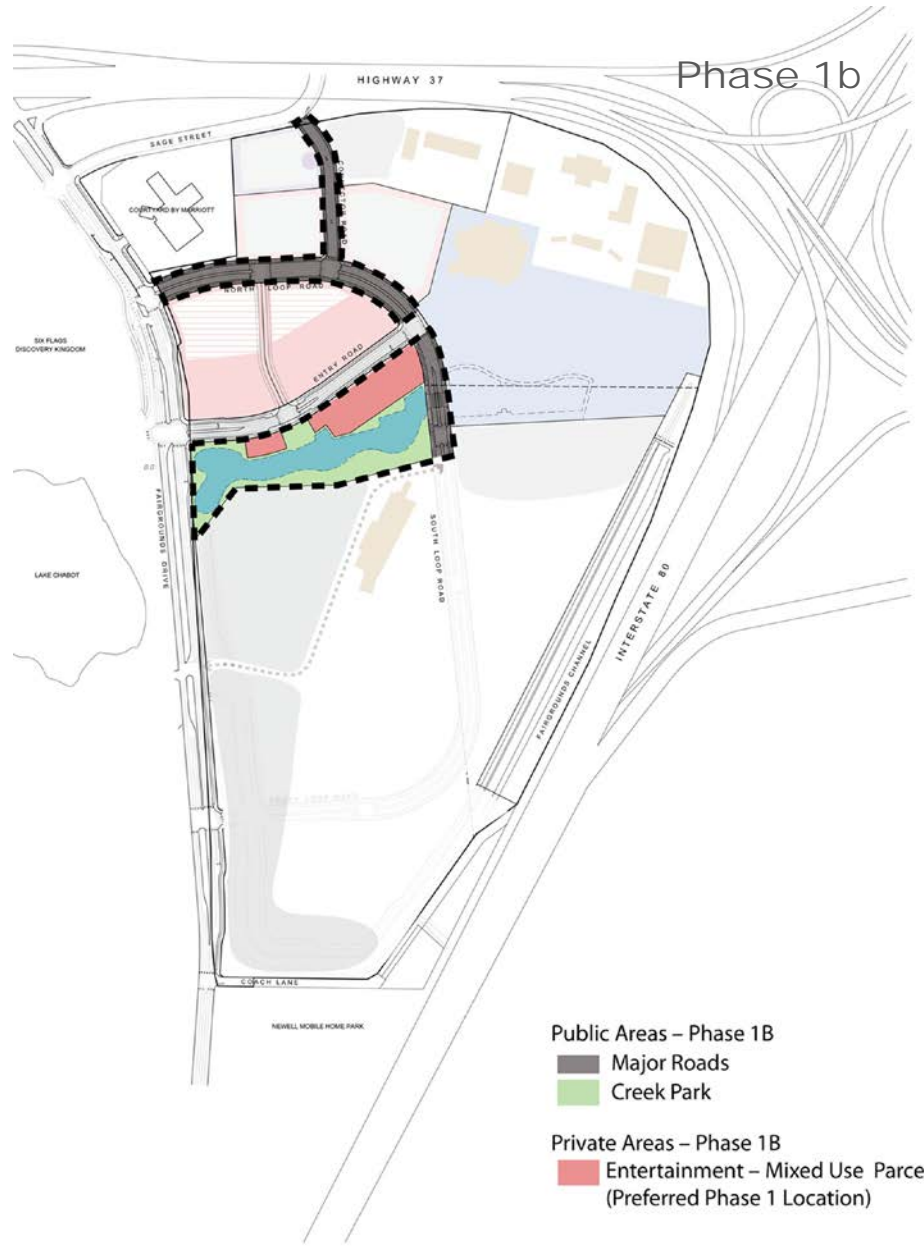 Phase 1b
HIGHWAY 37
SAGE STREET
COURTYARD BY MARRIOTT
CONNECTOR ROAD
NORTH LOOP ROAD
SIX FLAGS
DISCOVERY KINGDOM
ENTRY ROAD
FAIRGROUNDS DRIVE
SOUTH LOOP ROAD
LAKE CHABOT
INTERSTATE 80
FAIRGROUNDS CHANNEL
COACH LANE
NEWELL MOBILE HOME PARK
Public Areas – Phase 1B
Major Roads
Creek Park
Private Areas – Phase 1B
Entertainment – Mixed Use Parce
(Preferred Phase 1 Location)